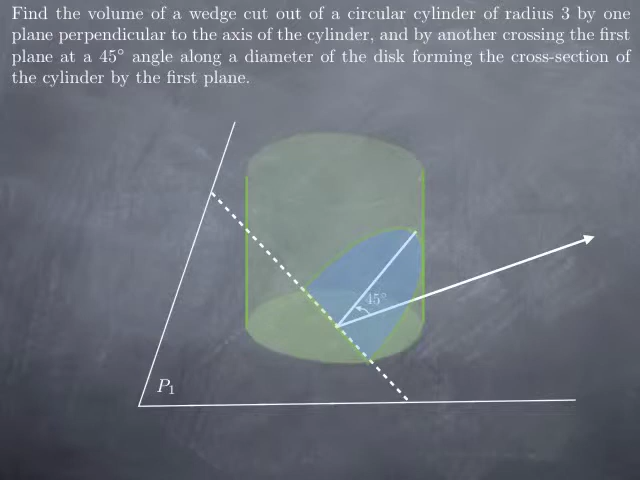 Find the volume of a wedge cut out of a circular cylinder of radius 3 by one
plane perpendicular to the axis of the cylinder, and by another crossing the first
plane at a 45° angle along a diameter of the disk forming the cross-section of
the cylinder by the first plane.
45°
P₁